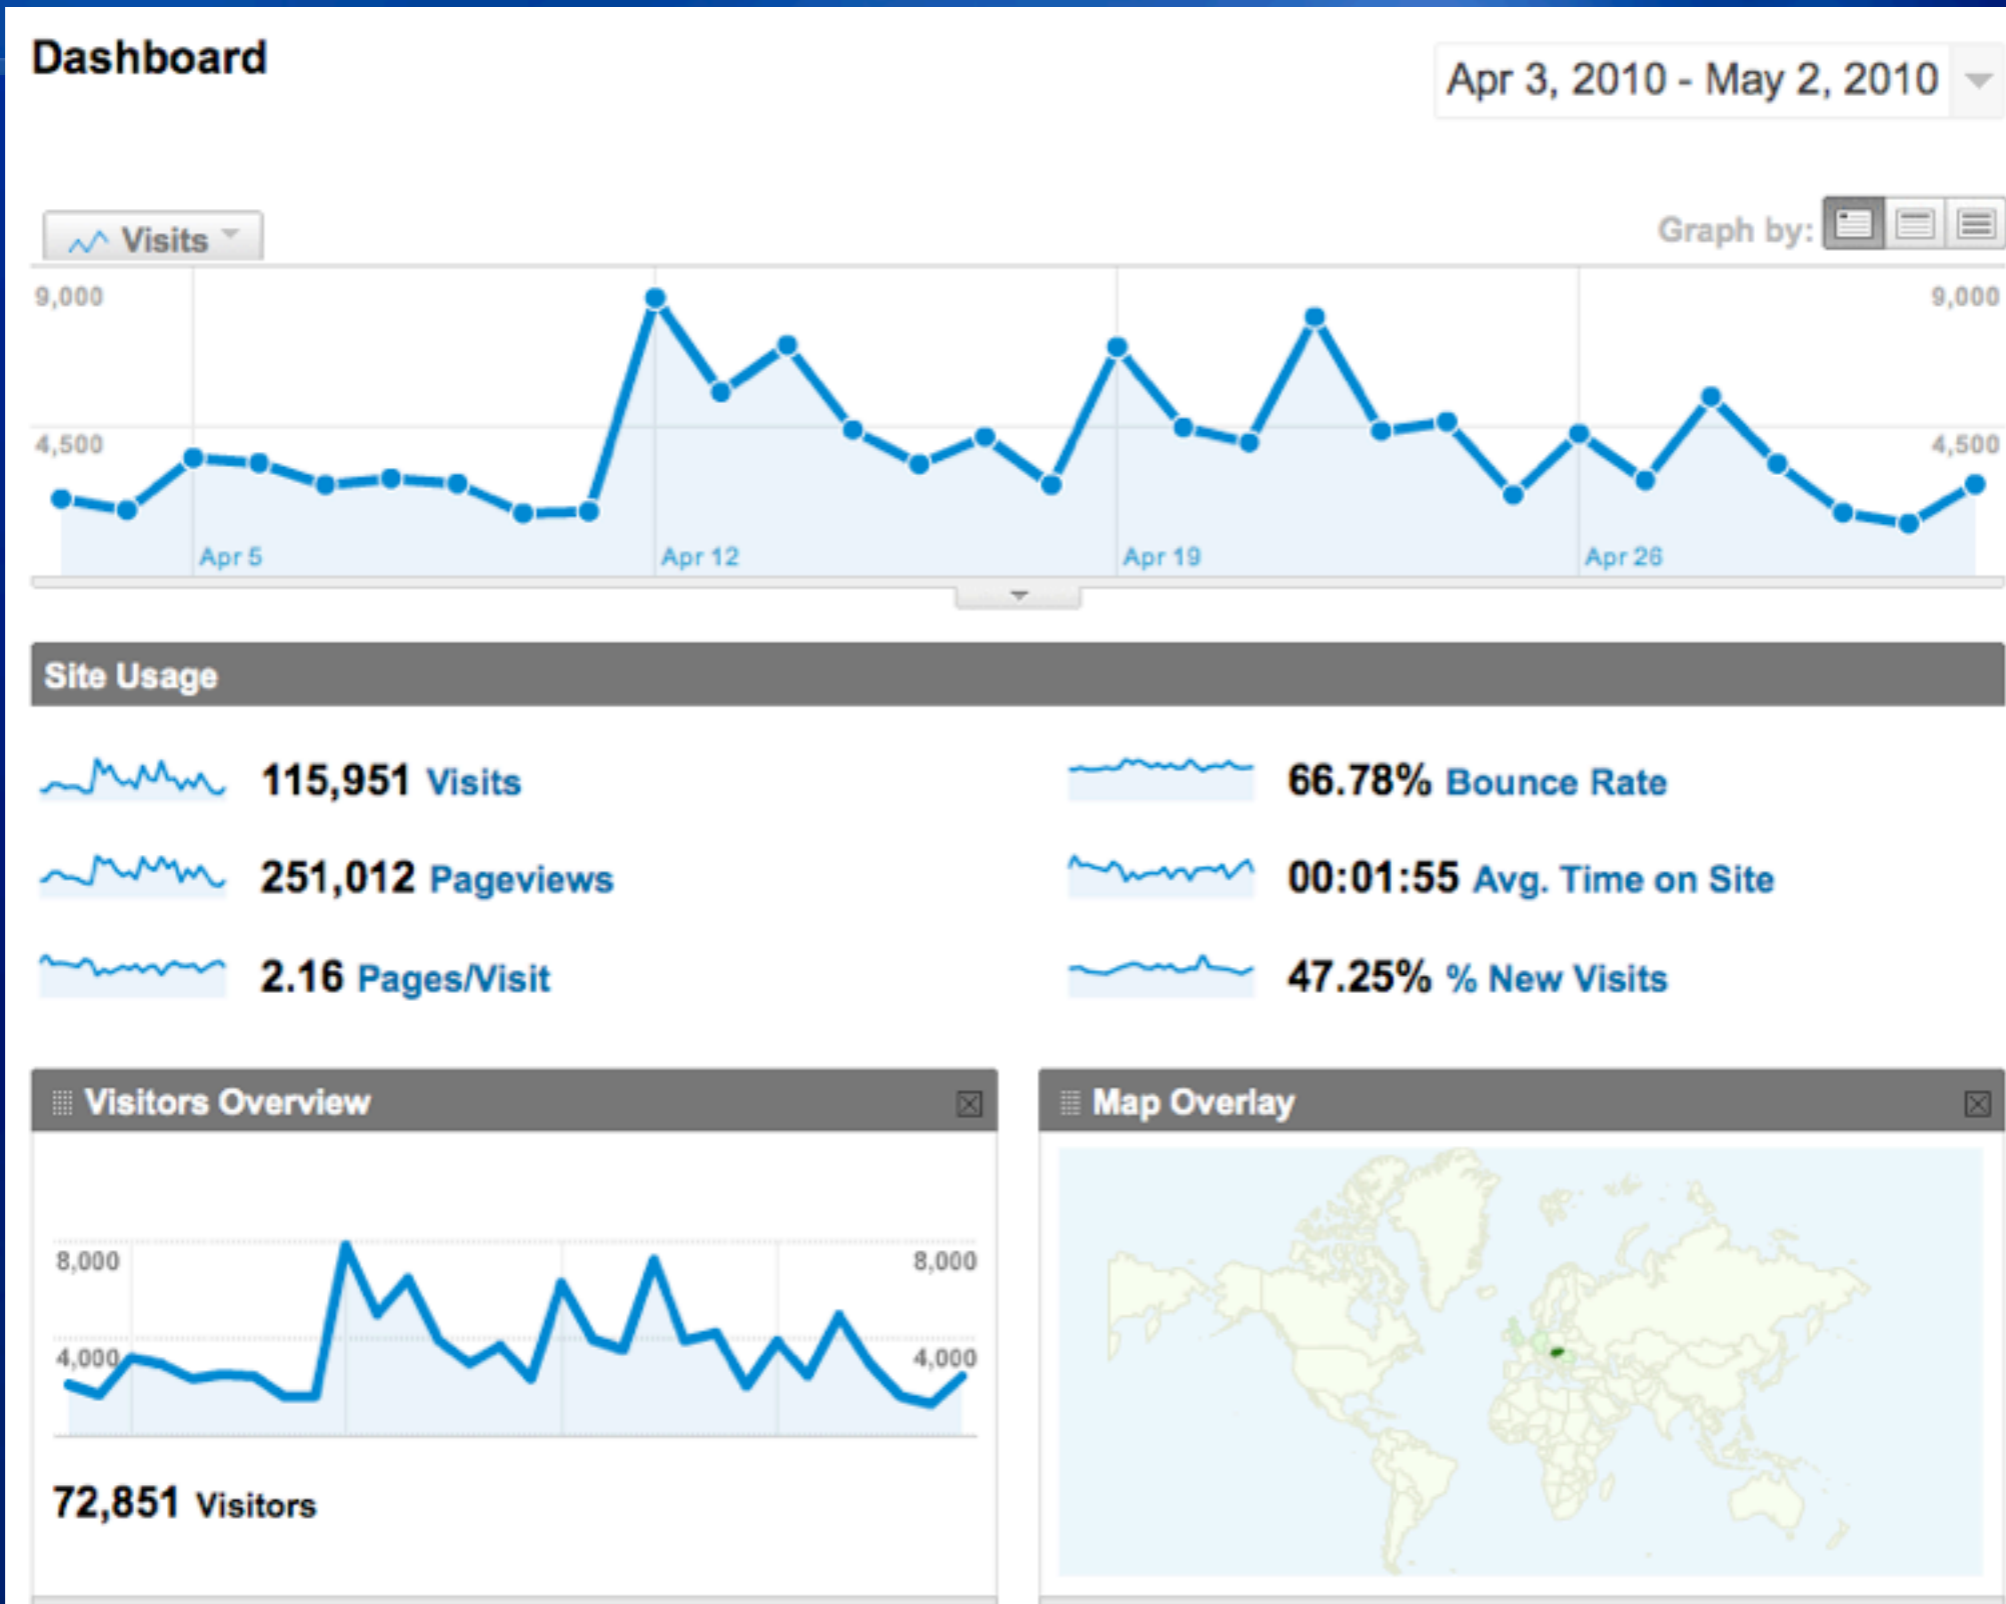 Dashboard
Apr 3, 2010 - May 2, 2010
Visits
Graph by:
9,000
9,000
4,500
4,500
Apr 5
Apr 12
Apr 19
Apr 26
Site Usage
115,951 Visits
66.78% Bounce Rate
251,012 Pageviews
00:01:55 Avg. Time on Site
2.16 Pages/Visit
47.25% % New Visits
Visitors Overview
Map Overlay
8,000
8,000
4,000
4,000
72,851 Visitors